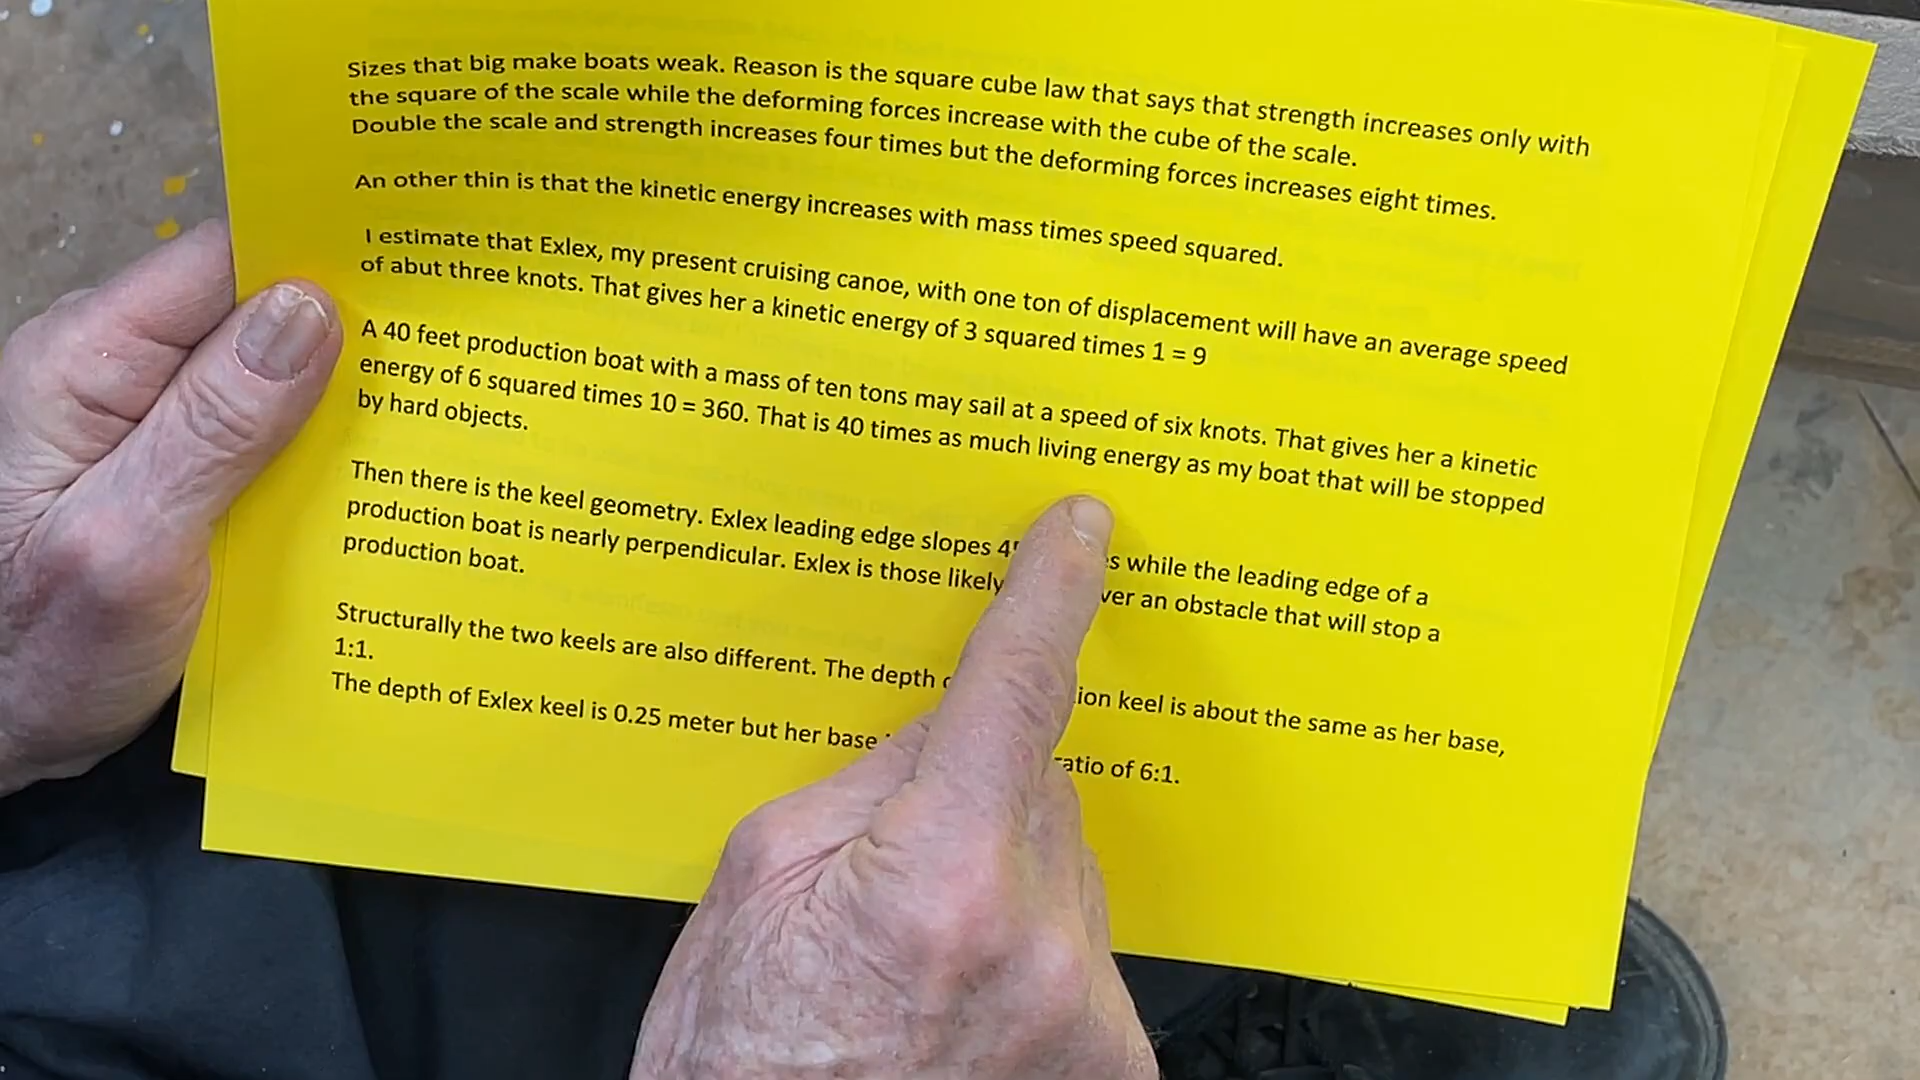 Sizes that big make boats weak. Reason is the square cube law that says that strength increases only with
the square of the scale while the deforming forces increase with the cube of the scale.
Double the scale and strength increases four times but the deforming forces increases eight times.
An other thin is that the kinetic energy increases with mass times speed squared.
I estimate that Exlex, my present cruising canoe, with one ton of displacement will have an average speed
of abut three knots. That gives her a kinetic energy of 3 squared times 1 = 9
A 40 feet production boat with a mass of ten tons may sail at a speed of six knots. That gives her a kinetic
energy of 6 squared times 10 = 360. That is 40 times as much living energy as my boat that will be stopped
by hard objects.
Then there is the keel geometry. Exlex leading edge slopes while the leading edge of a
production boat is nearly perpendicular. Exlex is those likely an obstacle that will stop a
production boat.
Structurally the two keels are also different. The depth keel is about the same as her base,
1:1.
The depth of Exlex keel is 0.25 meter but her base of 6:1.